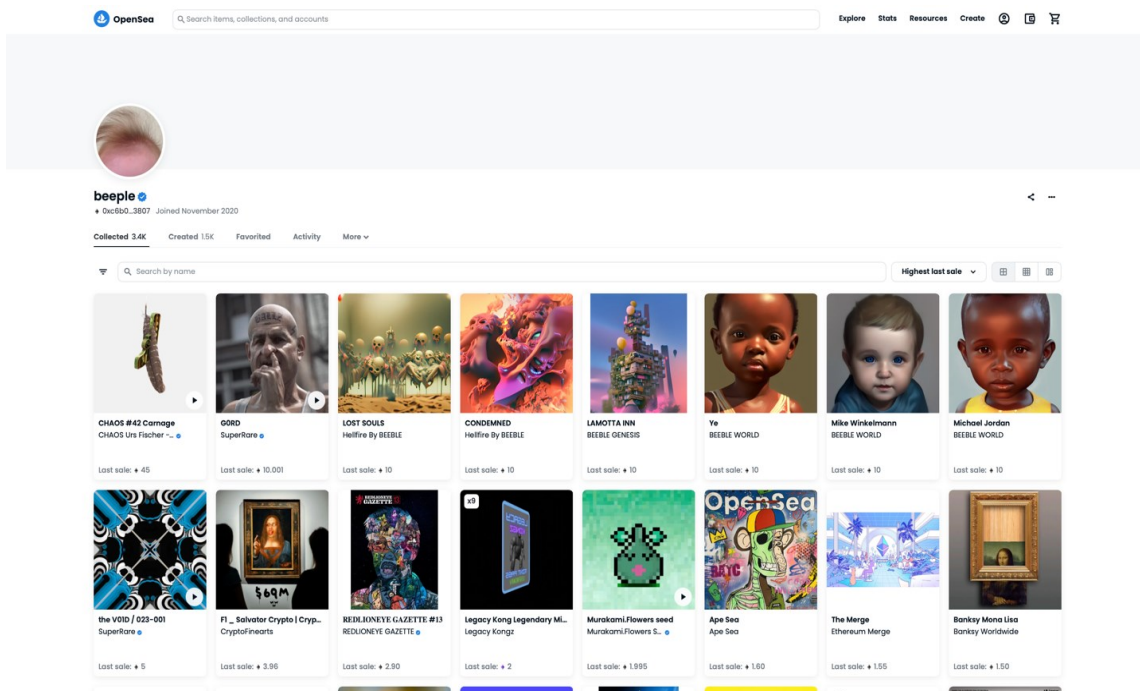 OpenSea
Search items, collections, and accounts
Explore Stats Resources Create
beeple
0xc6b0...3807 Joined November 2020
Collected 3.4K Created 1.5K Favorited Activity More
Search by name
Highest last sale
CHAOS #42 Carnage
CHAOS Urs Fischer -...
Last sale: 45
G0RD
SuperRare
Last sale: 10.001
LOST SOULS
Hellfire By BEEBLE
Last sale: 10
CONDEMNED
Hellfire By BEEBLE
Last sale: 10
LAMOTTA INN
BEEBLE GENESIS
Last sale: 10
Ye
BEEBLE WORLD
Last sale: 10
Mike Winkelmann
BEEBLE WORLD
Last sale: 10
Michael Jordan
BEEBLE WORLD
Last sale: 10
the V01D / 023-001
SuperRare
Last sale: 5
$69M
F1 _ Salvator Crypto | Cryp...
CryptoFinearts
Last sale: 3.96
REDLIONEYE
GAZETTE
REDLIONEYE GAZETTE #13
REDLIONEYE GAZETTE
Last sale: 2.90
x9
Legacy Kong Legendary Mi...
Legacy Kongz
Last sale: 2
Murakami.Flowers seed
Murakami.Flowers S...
Last sale: 1.995
OpenSea
BAYC
Ape Sea
Ape Sea
Last sale: 1.60
The Merge
Ethereum Merge
Last sale: 1.55
Banksy Mona Lisa
Banksy Worldwide
Last sale: 1.50